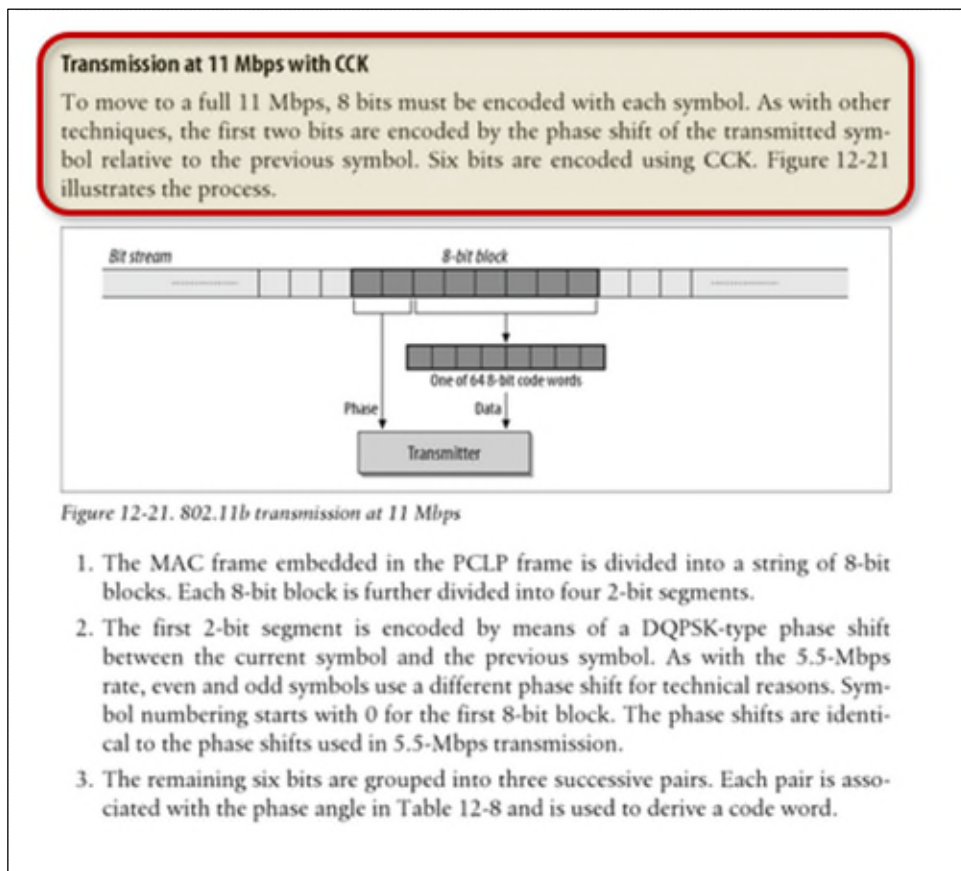 Transmission at 11 Mbps with CCK
To move to a full 11 Mbps, 8 bits must be encoded with each symbol. As with other
techniques, the first two bits are encoded by the phase shift of the transmitted sym-
bol relative to the previous symbol. Six bits are encoded using CCK. Figure 12-21
illustrates the process.
Bit stream
8-bit block
One of 64 8-bit code words
Phase
Data
Transmitter
Figure 12-21. 802.11b transmission at 11 Mbps
1. The MAC frame embedded in the PCLP frame is divided into a string of 8-bit
blocks. Each 8-bit block is further divided into four 2-bit segments.
2. The first 2-bit segment is encoded by means of a DQPSK-type phase shift
between the current symbol and the previous symbol. As with the 5.5-Mbps
rate, even and odd symbols use a different phase shift for technical reasons. Sym-
bol numbering starts with 0 for the first 8-bit block. The phase shifts are identi-
cal to the phase shifts used in 5.5-Mbps transmission.
3. The remaining six bits are grouped into three successive pairs. Each pair is asso-
ciated with the phase angle in Table 12-8 and is used to derive a code word.